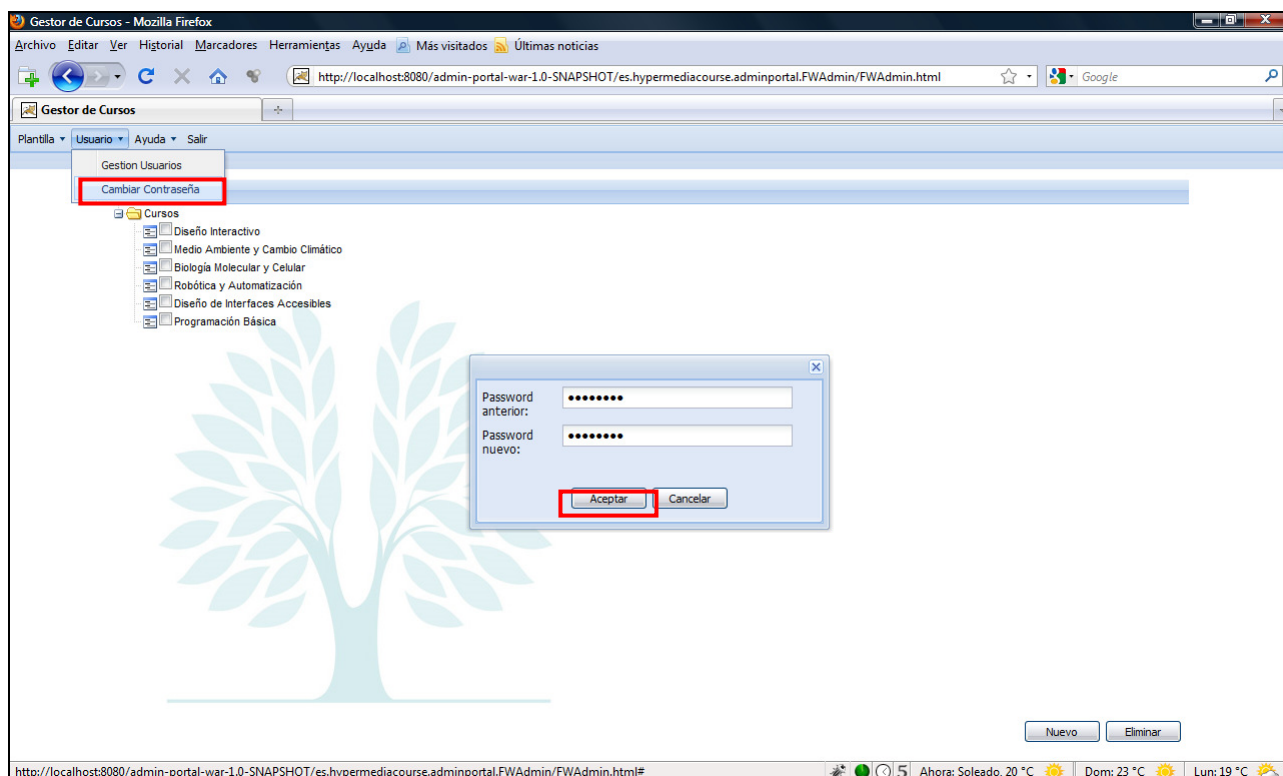 Gestor de Cursos - Mozilla Firefox
Archivo Editar Ver Historial Marcadores Herramientas Ayuda Más visitados Últimas noticias
http://localhost:8080/admin-portal-war-1.0-SNAPSHOT/es.hypermediacourse.adminportal.FWAdmin/FWAdmin.html Google
Gestor de Cursos
Plantilla Usuario Ayuda Salir
Gestion Usuarios
Cambiar Contraseña
Cursos
Diseño Interactivo
Medio Ambiente y Cambio Climático
Biología Molecular y Celular
Robótica y Automatización
Diseño de Interfaces Accesibles
Programación Básica
Password
anterior:
Password
nuevo:
Aceptar Cancelar
Nuevo Eliminar
http://localhost:8080/admin-portal-war-1.0-SNAPSHOT/es.hypermediacourse.adminportal.FWAdmin/FWAdmin.html# 5 Ahora: Soleado, 20 °C Dom: 23 °C Lun: 19 °C